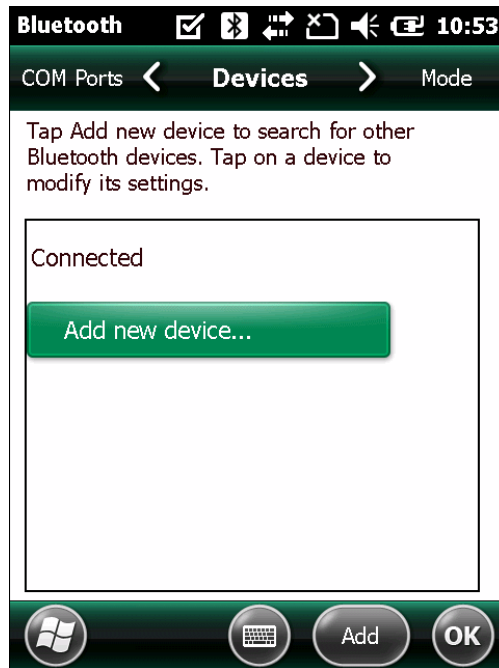 Bluetooth 10:53
COM Ports Devices Mode
Tap Add new device to search for other
Bluetooth devices. Tap on a device to
modify its settings.
Connected
Add new device...
Add OK